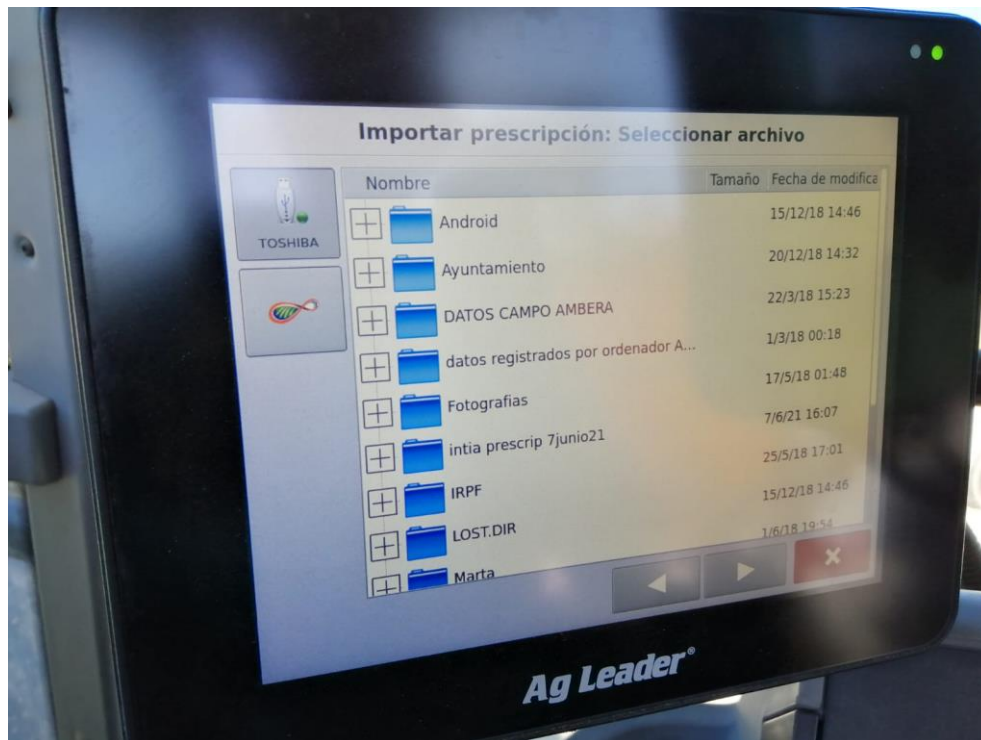 Importar prescripción: Seleccionar archivo
TOSHIBA
Nombre Tamaño Fecha de modifica
Android 15/12/18 14:46
Ayuntamiento 20/12/18 14:32
DATOS CAMPO AMBERA 22/3/18 15:23
datos registrados por ordenador A... 1/3/18 00:18
Fotografias 17/5/18 01:48
intia prescrip 7junio21 7/6/21 16:07
IRPF 25/5/18 17:01
LOST.DIR 15/12/18 14:46
Marta 1/6/18 19:54
Ag Leader®